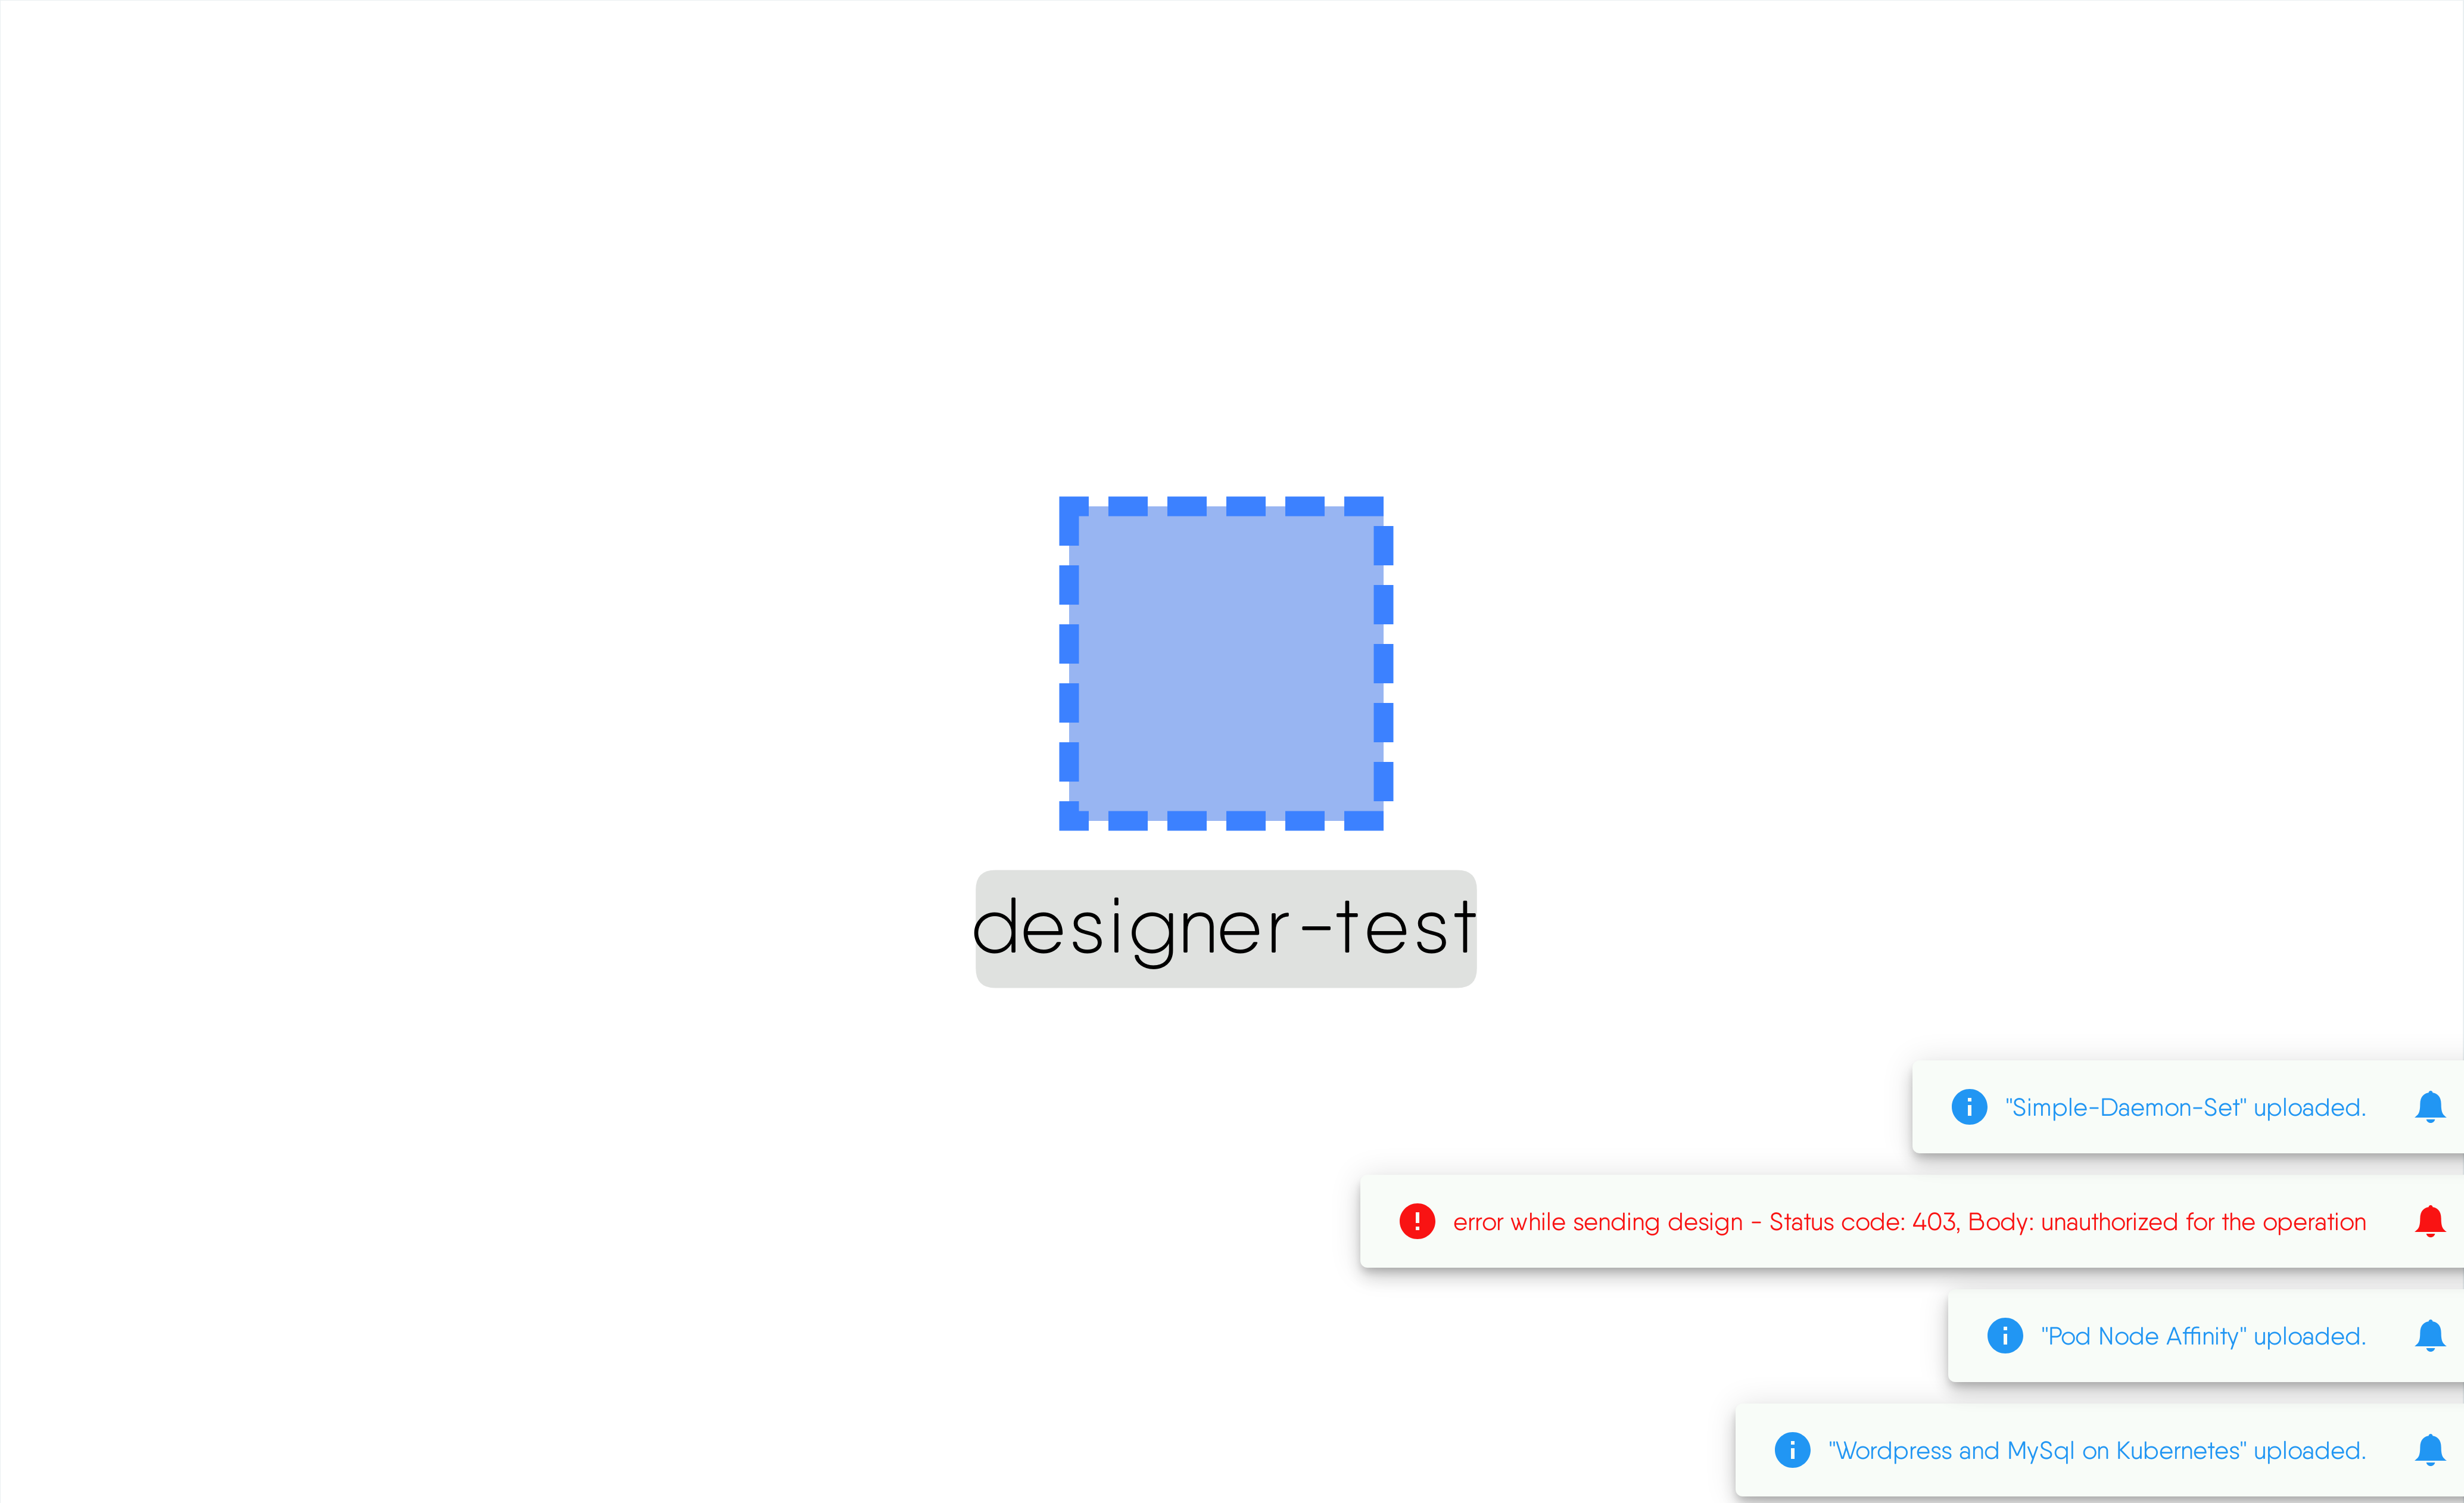 designer-test
"Simple-Daemon-Set" uploaded.
error while sending design - Status code: 403, Body: unauthorized for the operation
"Pod Node Affinity" uploaded.
"Wordpress and MySql on Kubernetes" uploaded.